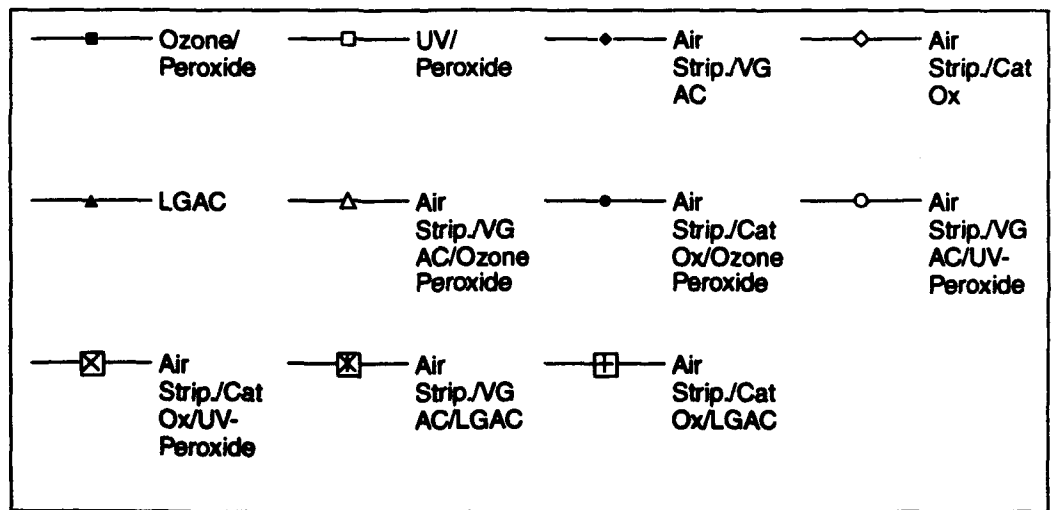 Ozone/
Peroxide
UV/
Peroxide
Air
Strip./VG
AC
Air
Strip./Cat
Ox
LGAC
Air
Strip./VG
AC/Ozone
Peroxide
Air
Strip./Cat
Ox/Ozone
Peroxide
Air
Strip./VG
AC/UV-
Peroxide
Air
Strip./Cat
Ox/UV-
Peroxide
Air
Strip./VG
AC/LGAC
Air
Strip./Cat
Ox/LGAC